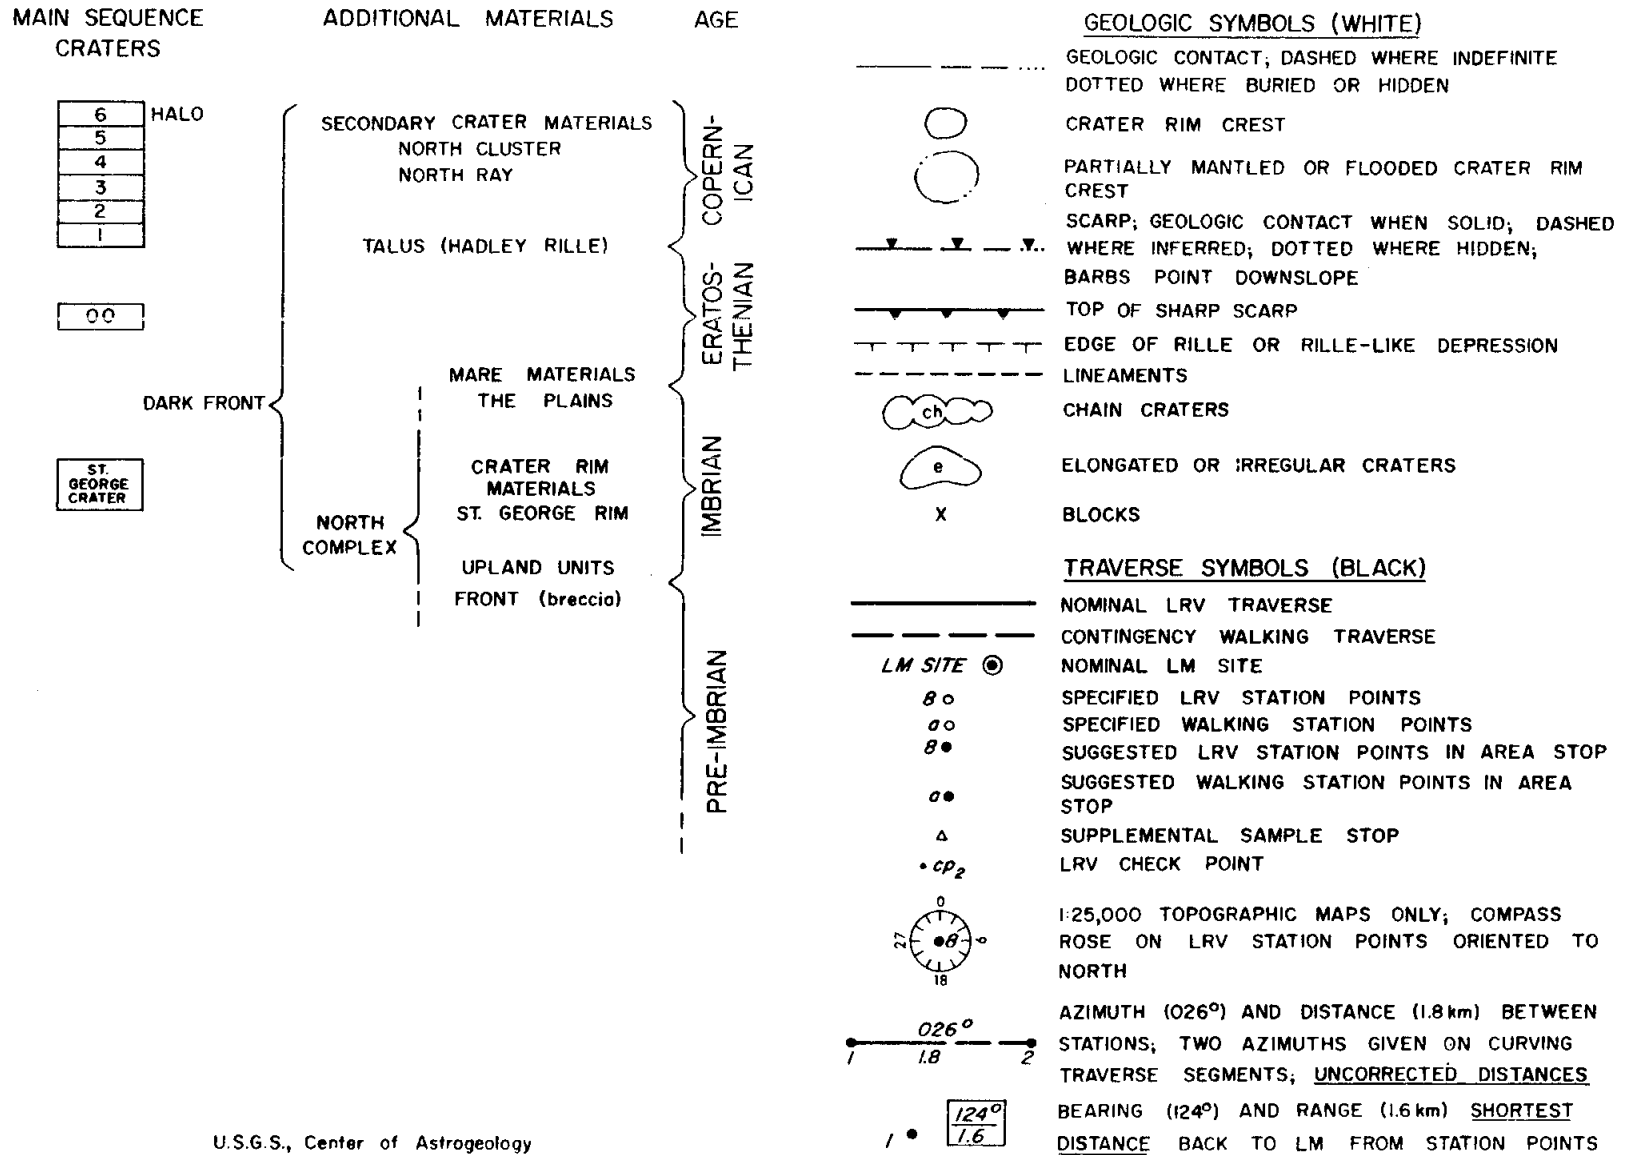 MAIN SEQUENCE
CRATERS
6 HALO
5
4
3
2
1
00
DARK FRONT
ST.
GEORGE
CRATER
ADDITIONAL MATERIALS
SECONDARY CRATER MATERIALS
NORTH CLUSTER
NORTH RAY
TALUS (HADLEY RILLE)
MARE MATERIALS
THE PLAINS
CRATER RIM
MATERIALS
ST. GEORGE RIM
NORTH
COMPLEX
UPLAND UNITS
FRONT (breccia)
AGE
COPERN-
ICAN
ERATOS-
THENIAN
IMBRIAN
PRE-IMBRIAN
U.S.G.S., Center of Astrogeology
GEOLOGIC SYMBOLS (WHITE)
GEOLOGIC CONTACT; DASHED WHERE INDEFINITE
DOTTED WHERE BURIED OR HIDDEN
CRATER RIM CREST
PARTIALLY MANTLED OR FLOODED CRATER RIM
CREST
SCARP; GEOLOGIC CONTACT WHEN SOLID; DASHED
WHERE INFERRED; DOTTED WHERE HIDDEN;
BARBS POINT DOWNSLOPE
TOP OF SHARP SCARP
EDGE OF RILLE OR RILLE-LIKE DEPRESSION
LINEAMENTS
ch CHAIN CRATERS
e ELONGATED OR IRREGULAR CRATERS
X BLOCKS
TRAVERSE SYMBOLS (BLACK)
NOMINAL LRV TRAVERSE
CONTINGENCY WALKING TRAVERSE
LM SITE NOMINAL LM SITE
8 SPECIFIED LRV STATION POINTS
a SPECIFIED WALKING STATION POINTS
8 SUGGESTED LRV STATION POINTS IN AREA STOP
a SUGGESTED WALKING STATION POINTS IN AREA
STOP
SUPPLEMENTAL SAMPLE STOP
cp2 LRV CHECK POINT
0
1:25,000 TOPOGRAPHIC MAPS ONLY; COMPASS
27 8 9 ROSE ON LRV STATION POINTS ORIENTED TO
18 NORTH
AZIMUTH (026°) AND DISTANCE (1.8 km) BETWEEN
026° STATIONS; TWO AZIMUTHS GIVEN ON CURVING
1 1.8 2 TRAVERSE SEGMENTS; UNCORRECTED DISTANCES
124° BEARING (124°) AND RANGE (1.6 km) SHORTEST
1 1.6 DISTANCE BACK TO LM FROM STATION POINTS